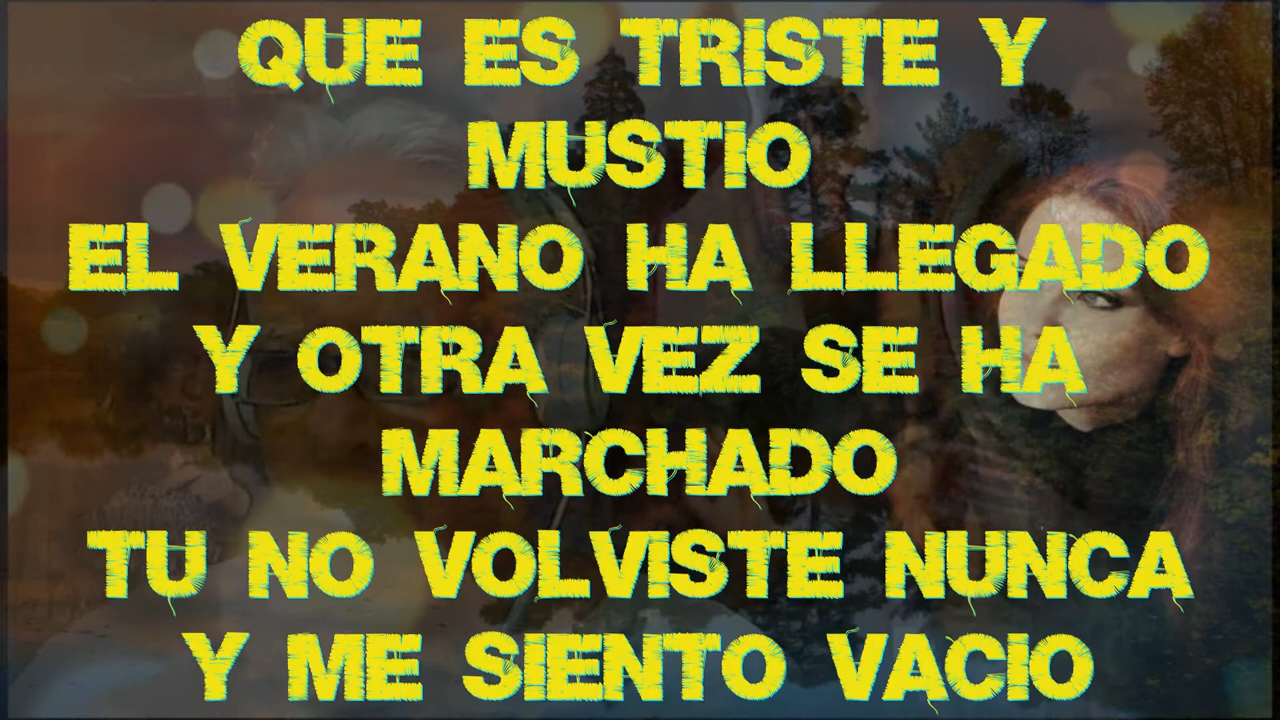 QUE ES TRISTE Y
MUSTIO
EL VERANO HA LLEGADO
Y OTRA VEZ SE HA
MARCHADO
TU NO VOLVISTE NUNCA
Y ME SIENTO VACIO